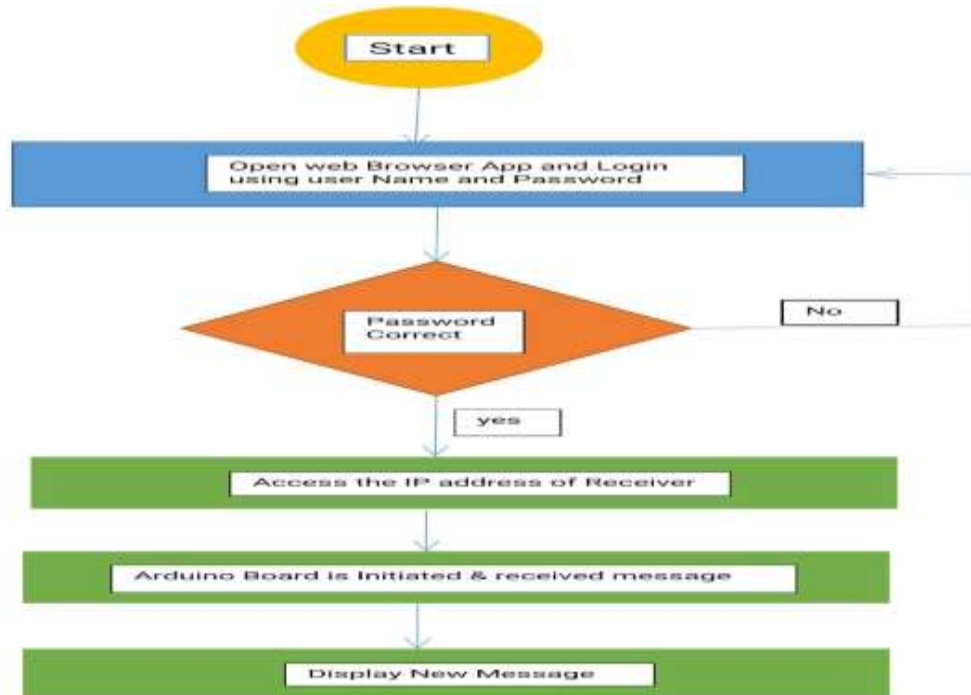 Start
Open web Browser App and Login
using user Name and Password
Password
Correct
No
yes
Access the IP address of Receiver
Arduino Board is Initiated & received message
Display New Message